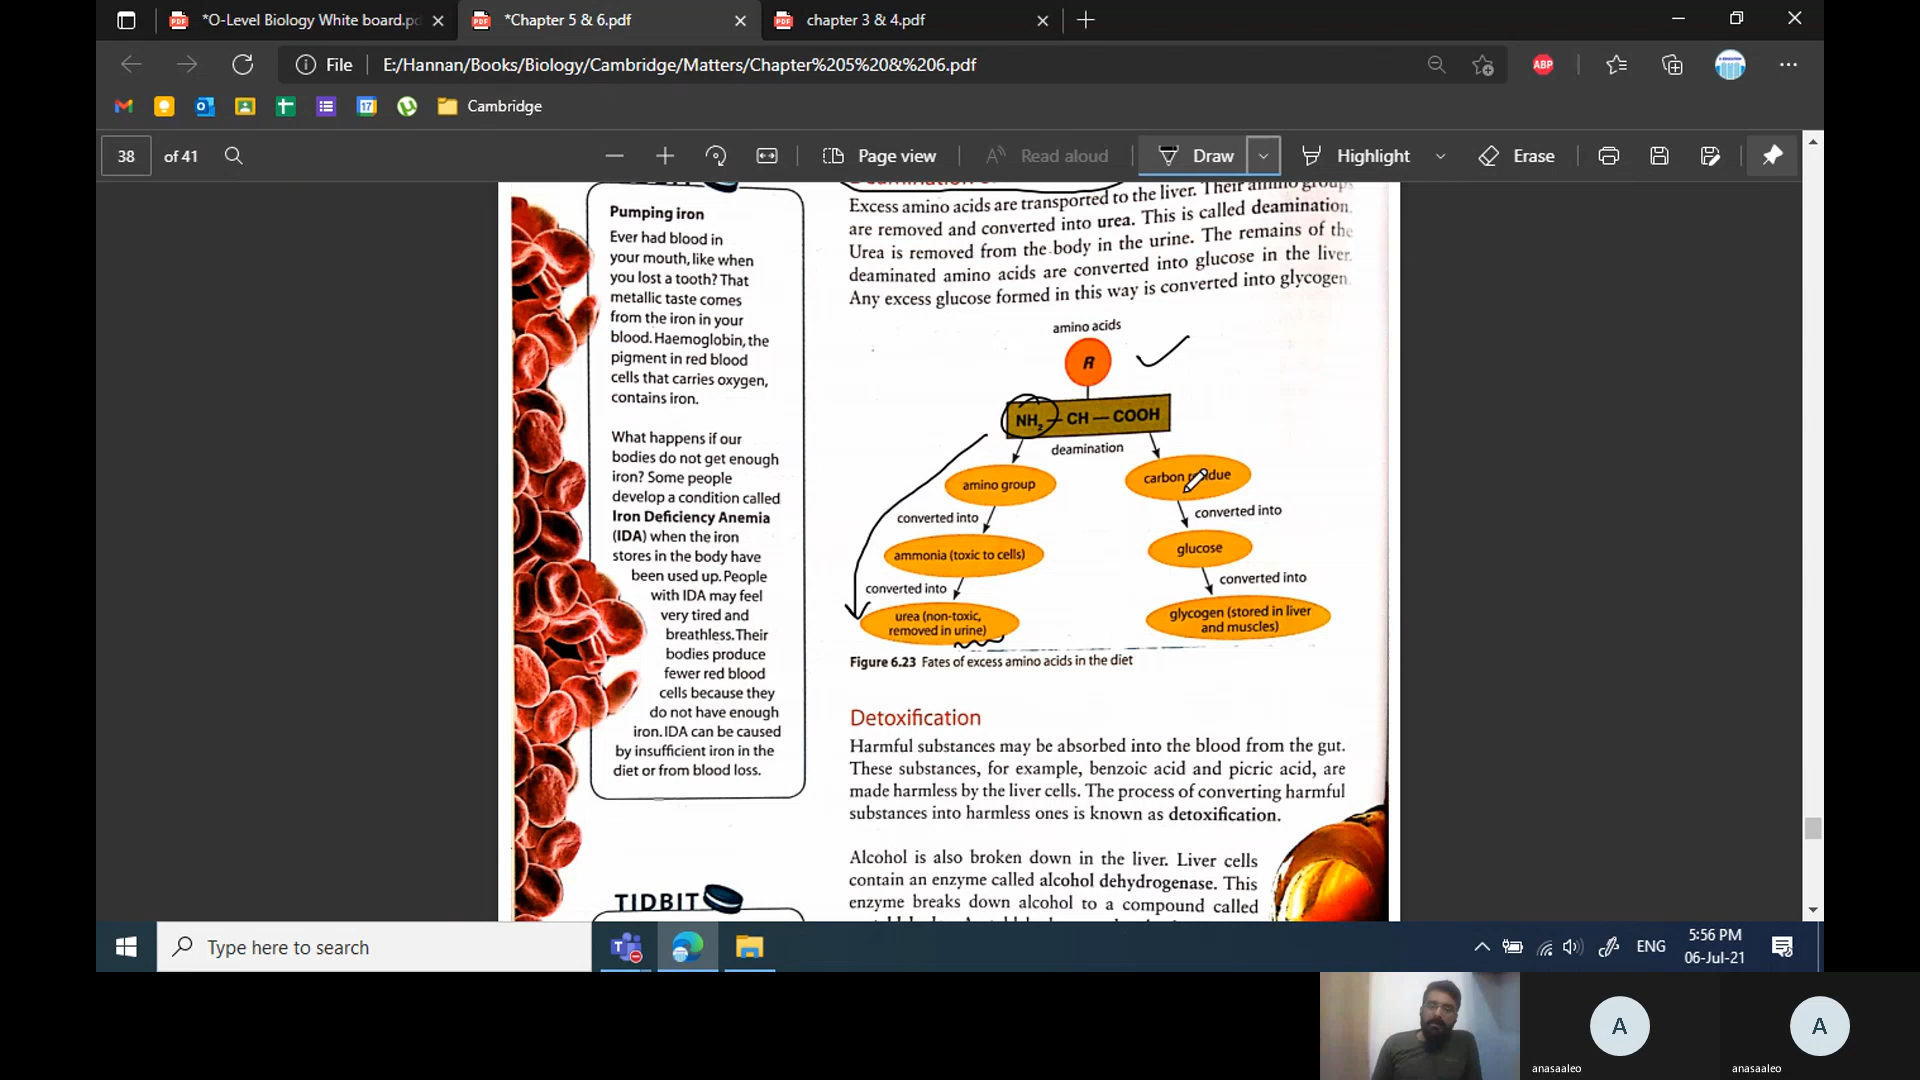 *O-Level Biology White board.pd
*Chapter 5 & 6.pdf
chapter 3 & 4.pdf
File
E:/Hannan/Books/Biology/Cambridge/Matters/Chapter%205%20&%206.pdf
ABP
17
Cambridge
38 of 41
Page view
Read aloud
Draw
Highlight
Erase
Pumping iron
Ever had blood in
your mouth, like when
you lost a tooth? That
metallic taste comes
from the iron in your
blood. Haemoglobin, the
pigment in red blood
cells that carries oxygen,
contains iron.
What happens if our
bodies do not get enough
iron? Some people
develop a condition called
Iron Deficiency Anemia
(IDA) when the iron
stores in the body have
been used up. People
with IDA may feel
very tired and
breathless. Their
bodies produce
fewer red blood
cells because they
do not have enough
iron. IDA can be caused
by insufficient iron in the
diet or from blood loss.
TIDBIT
Excess amino acids are transported to the liver. Their amino groups
are removed and converted into urea. This is called deamination.
Urea is removed from the body in the urine. The remains of the
deaminated amino acids are converted into glucose in the liver.
Any excess glucose formed in this way is converted into glycogen.
amino acids
R
NH2 — CH — COOH
deamination
amino group
carbon residue
converted into
converted into
ammonia (toxic to cells)
glucose
converted into
converted into
urea (non-toxic,
removed in urine)
glycogen (stored in liver
and muscles)
Figure 6.23 Fates of excess amino acids in the diet
Detoxification
Harmful substances may be absorbed into the blood from the gut.
These substances, for example, benzoic acid and picric acid, are
made harmless by the liver cells. The process of converting harmful
substances into harmless ones is known as detoxification.
Alcohol is also broken down in the liver. Liver cells
contain an enzyme called alcohol dehydrogenase. This
enzyme breaks down alcohol to a compound called
Type here to search
ENG
5:56 PM
06-Jul-21
A
anasaaleo
A
anasaaleo